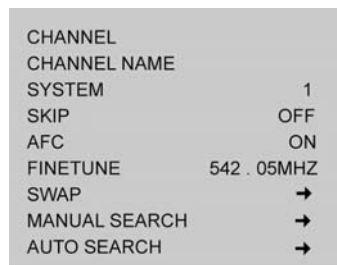 CHANNEL
CHANNEL NAME
SYSTEM 1
SKIP OFF
AFC ON
FINETUNE 542 . 05MHZ
SWAP ➜
MANUAL SEARCH ➜
AUTO SEARCH ➜